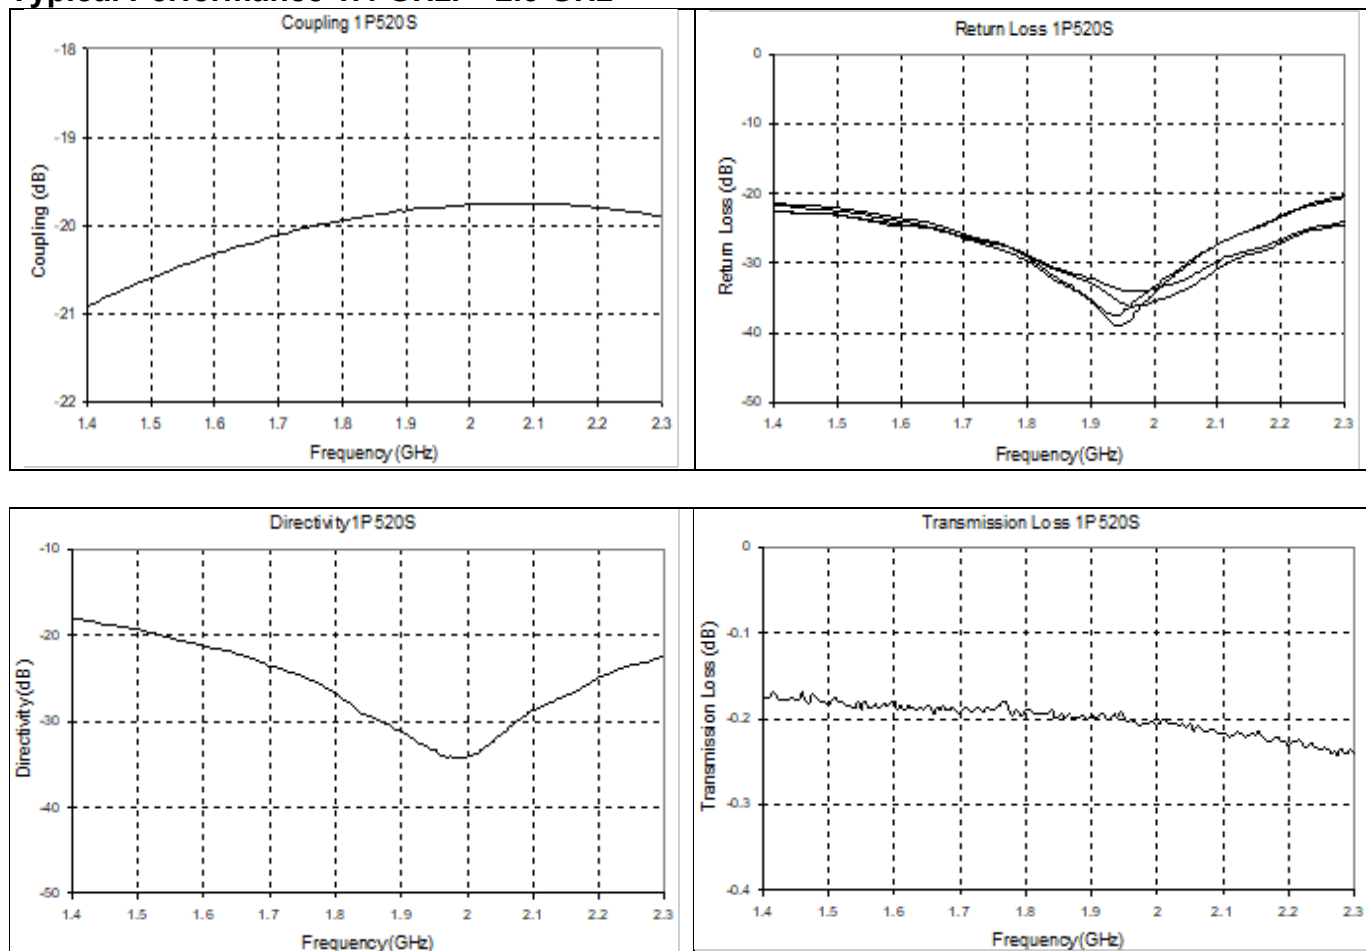 Coupling 1P520S
-18
-19
-20
-21
-22
Coupling (dB)
1.4 1.5 1.6 1.7 1.8 1.9 2 2.1 2.2 2.3
Frequency(GHz)
Return Loss 1P520S
0
-10
-20
-30
-40
-50
Return Loss (dB)
1.4 1.5 1.6 1.7 1.8 1.9 2 2.1 2.2 2.3
Frequency(GHz)
Directivity1P520S
-10
-20
-30
-40
-50
Directivity(dB)
1.4 1.5 1.6 1.7 1.8 1.9 2 2.1 2.2 2.3
Frequency(GHz)
Transmission Loss 1P520S
0
-0.1
-0.2
-0.3
-0.4
Transmission Loss (dB)
1.4 1.5 1.6 1.7 1.8 1.9 2 2.1 2.2 2.3
Frequency(GHz)